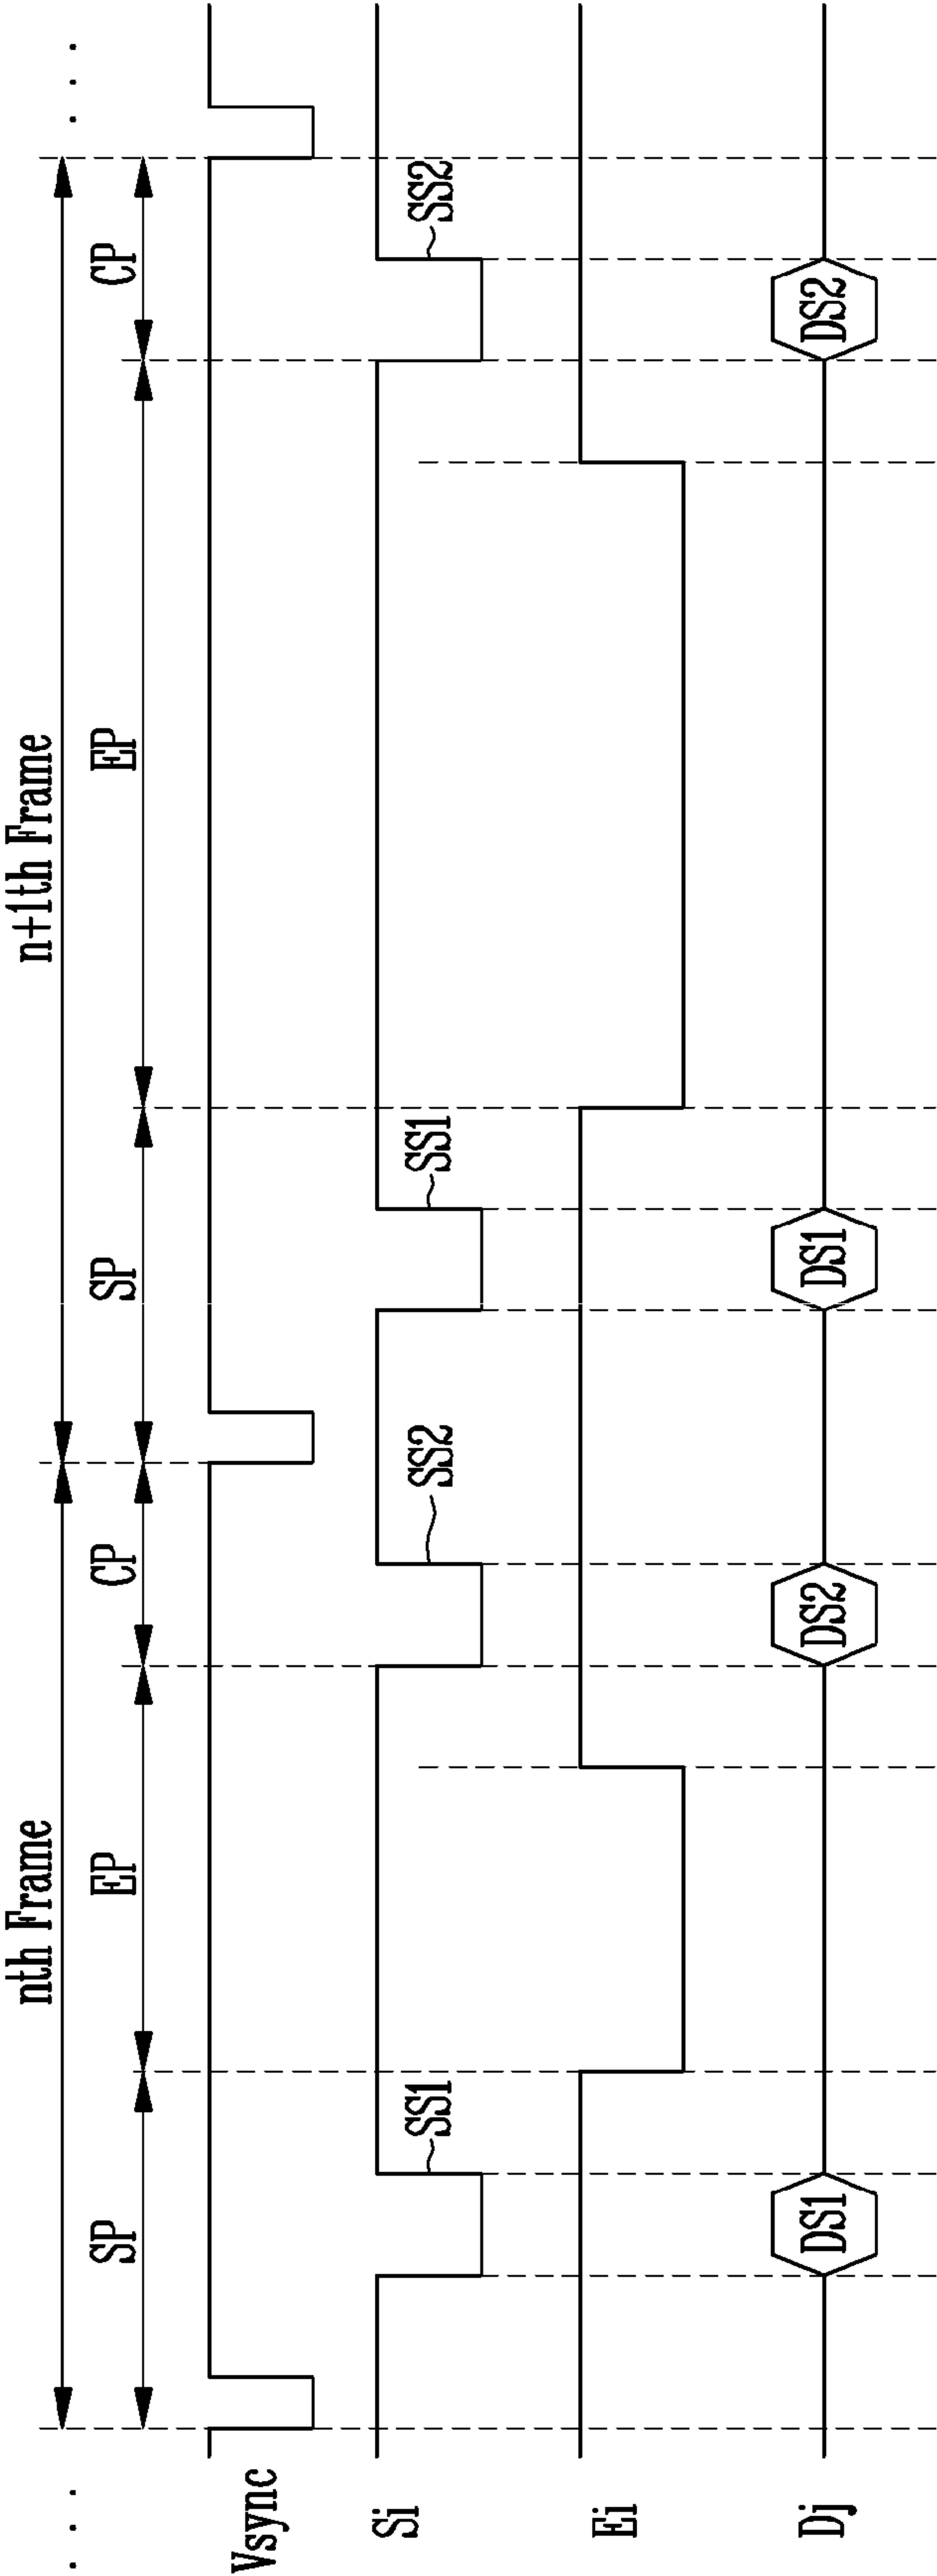 nth Frame n+1th Frame
. . . SP EP CP SP EP CP . . .
Vsync
Si SS1 SS2 SS1 SS2
Ei
Dj DS1 DS2 DS1 DS2